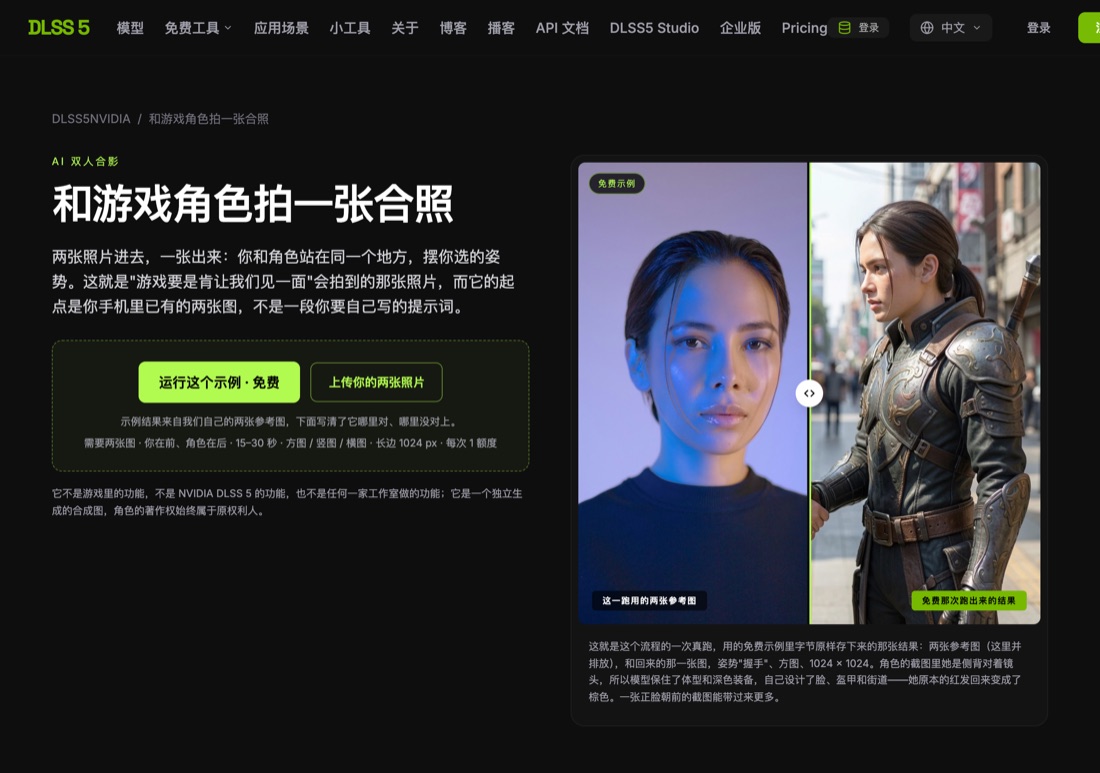 DLSS 5
模型
免费工具
应用场景
小工具
关于
博客
播客
API 文档
DLSS5 Studio
企业版
Pricing
登录
中文
登录
DLSS5NVIDIA / 和游戏角色拍一张合照
AI 双人合影
和游戏角色拍一张合照
两张照片进去，一张出来：你和角色站在同一个地方，摆你选的姿
势。这就是"游戏要是肯让我们见一面"会拍到的那张照片，而它的起
点是你手机里已有的两张图，不是一段你要自己写的提示词。
运行这个示例 · 免费
上传你的两张照片
示例结果来自我们自己的两张参考图，下面写清了它哪里对、哪里没对上。
需要两张图 · 你在前、角色在后 · 15–30 秒 · 方图 / 竖图 / 横图 · 长边 1024 px · 每次 1 额度
它不是游戏里的功能，不是 NVIDIA DLSS 5 的功能，也不是任何一家工作室做的功能；它是一个独立生
成的合成图，角色的著作权始终属于原权利人。
免费示例
这一跑用的两张参考图
免费那次跑出来的结果
这就是这个流程的一次真跑，用的免费示例里字节原样存下来的那张结果：两张参考图（这里并
排放），和回来的那一张图，姿势"握手"、方图、1024 × 1024。角色的截图里她是侧背对着镜
头，所以模型保住了体型和深色装备，自己设计了脸、盔甲和街道——她原本的红发回来变成了
棕色。一张正脸朝前的截图能带过来更多。